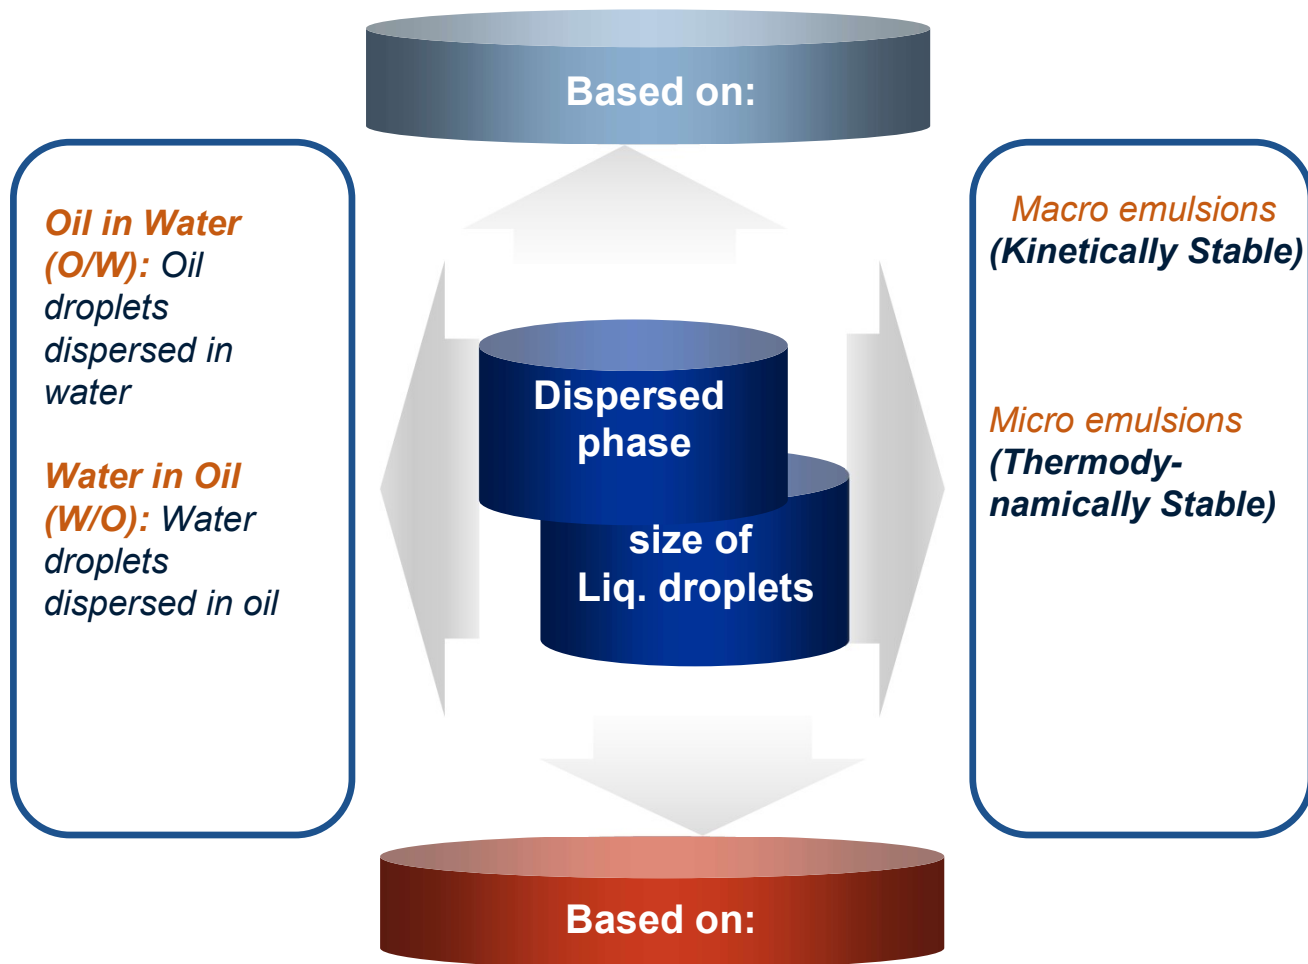 Based on:
Oil in Water
(O/W): Oil
droplets
dispersed in
water
Water in Oil
(W/O): Water
droplets
dispersed in oil
Dispersed
phase
size of
Liq. droplets
Macro emulsions
(Kinetically Stable)
Micro emulsions
(Thermody-
namically Stable)
Based on: